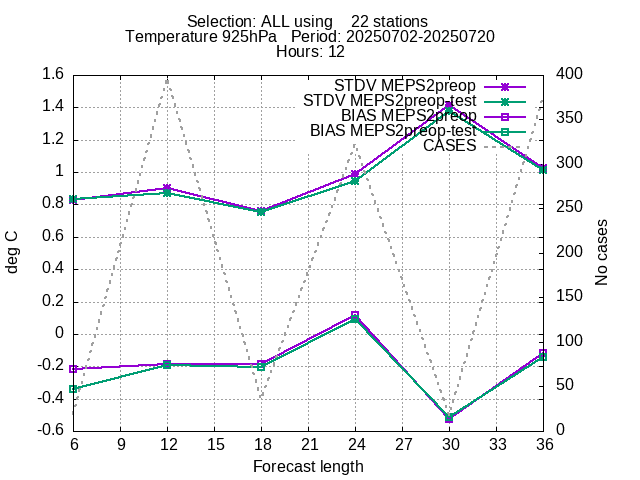 Selection: ALL using    22 stations
Temperature 925hPa   Period: 20250702-20250720
Hours: 12
STDV MEPS2preop
STDV MEPS2preop-test
BIAS MEPS2preop
BIAS MEPS2preop-test
CASES
1.6
1.4
1.2
1
0.8
0.6
0.4
0.2
0
-0.2
-0.4
-0.6
deg C
400
350
300
250
200
150
100
50
0
No cases
6 9 12 15 18 21 24 27 30 33 36
Forecast length